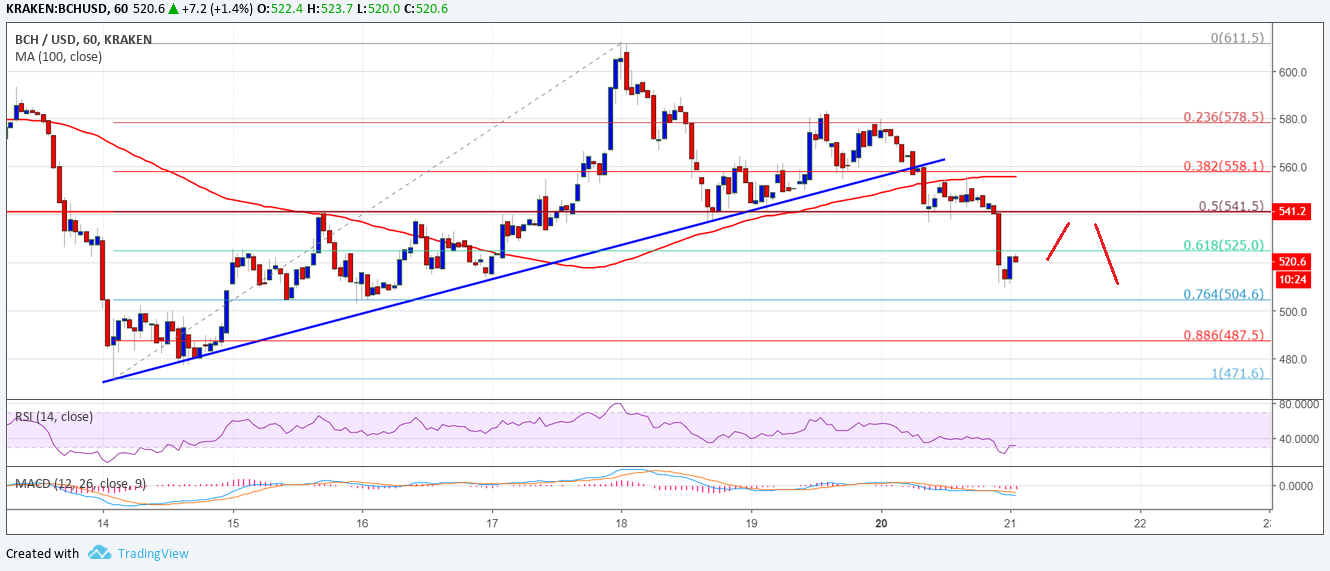 KRAKEN:BCHUSD, 60 520.6 ▲ +7.2 (+1.4%) O:522.4 H:523.7 L:520.0 C:520.6
BCH / USD, 60, KRAKEN
MA (100, close)
0(611.5)
600.0
0.236(578.5)
580.0
0.382(558.1)
560.0
0.5(541.5)
541.2
0.618(525.0)
520.6
10:24
0.764(504.6)
500.0
0.886(487.5)
480.0
1(471.6)
RSI (14, close)
80.0000
40.0000
MACD (12, 26, close, 9)
0.0000
14 15 16 17 18 19 20 21 22 23
Created with TradingView